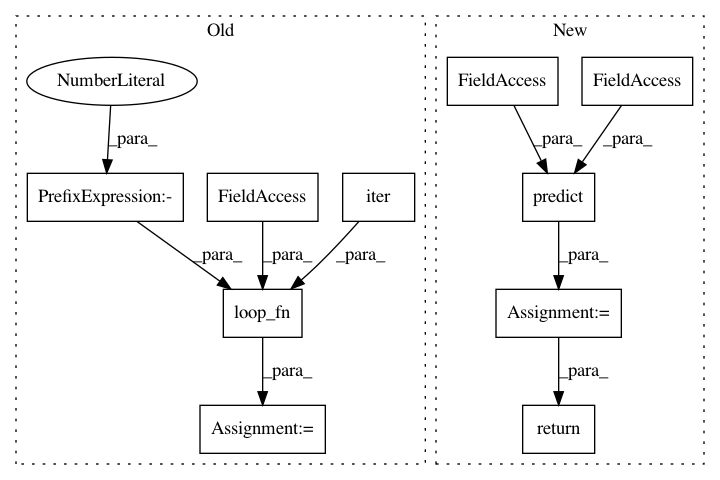 Old
New
NumberLiteral
FieldAccess
FieldAccess
_para_
_para_
_para_
PrefixExpression:-
FieldAccess
iter
predict
_para_
_para_
_para_
_para_
loop_fn
Assignment:=
_para_
_para_
Assignment:=
return